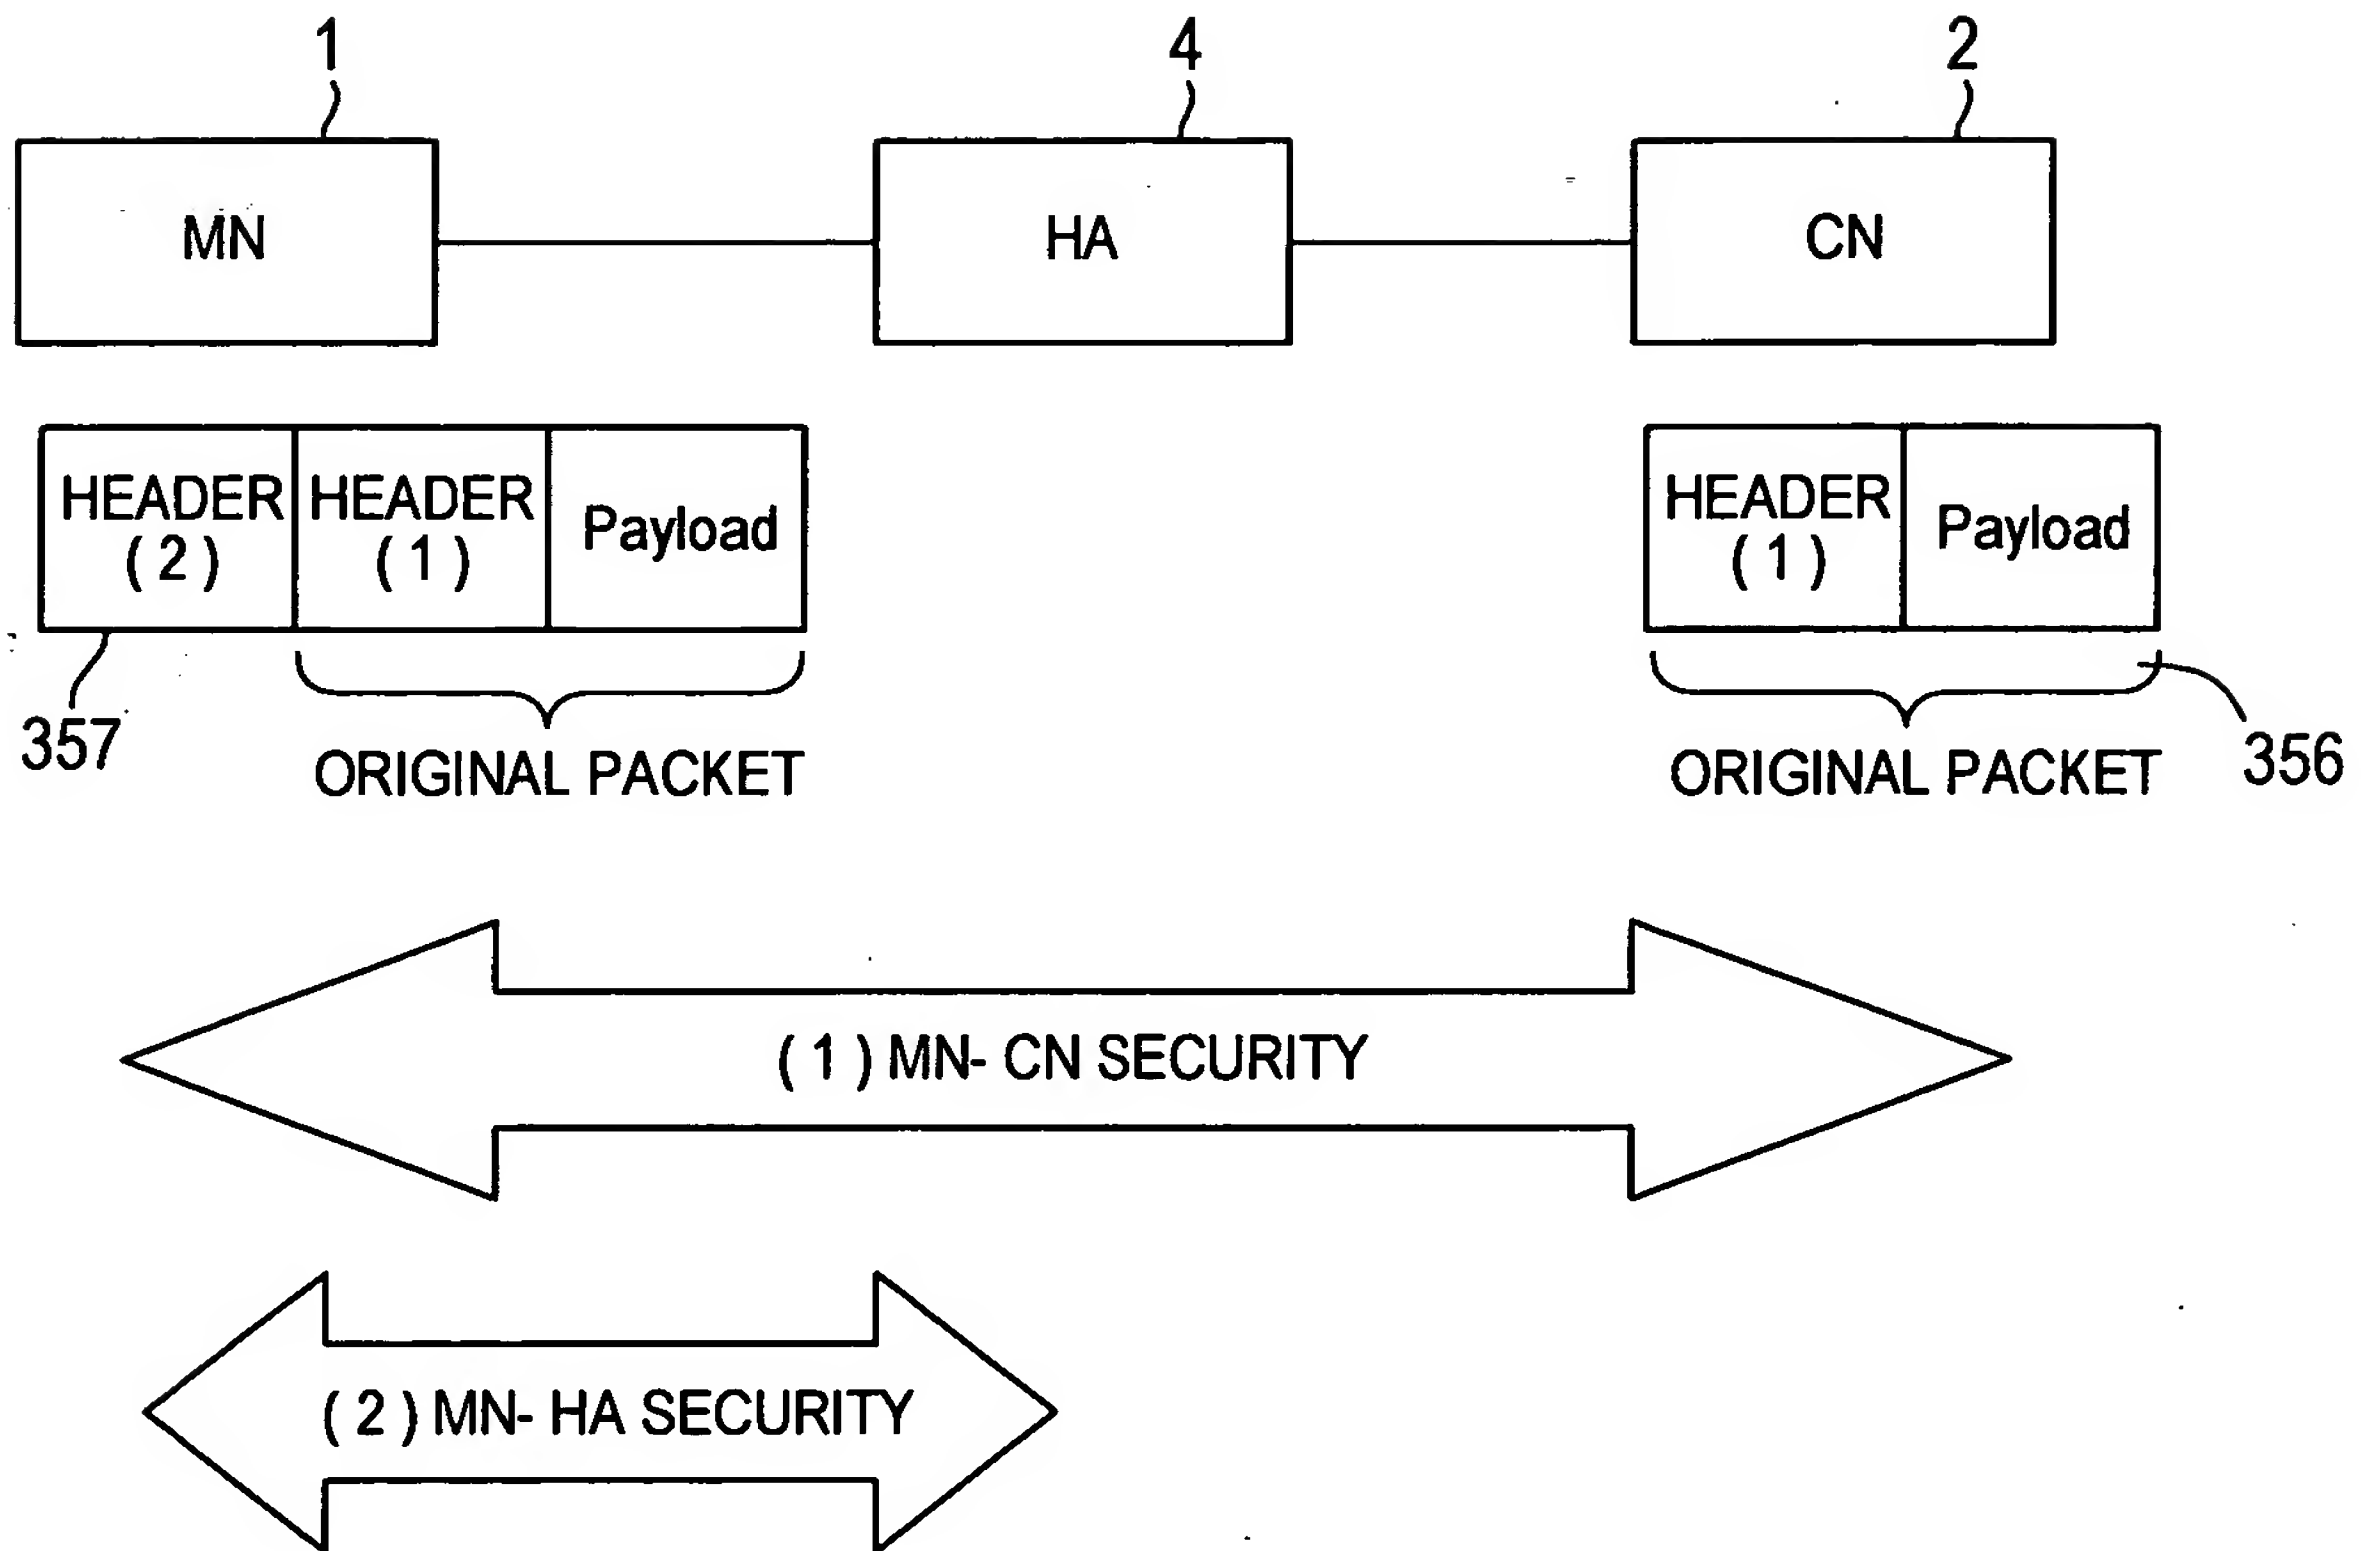 1
4
2
MN
HA
CN
HEADER
(2)
HEADER
(1)
Payload
HEADER
(1)
Payload
357
ORIGINAL PACKET
ORIGINAL PACKET
356
(1) MN- CN SECURITY
(2) MN- HA SECURITY